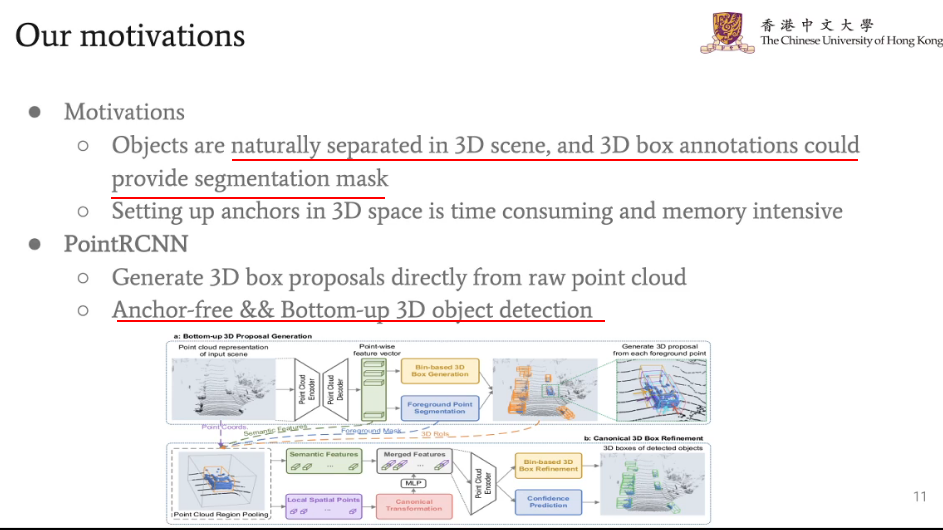 Our motivations
香港中文大學
The Chinese University of Hong Kong
● Motivations
○ Objects are naturally separated in 3D scene, and 3D box annotations could
provide segmentation mask
○ Setting up anchors in 3D space is time consuming and memory intensive
● PointRCNN
○ Generate 3D box proposals directly from raw point cloud
○ Anchor-free && Bottom-up 3D object detection
a: Bottom-up 3D Proposal Generation
Point cloud representation
of input scene
Point-wise
feature vector
Generate 3D proposal
from each foreground point
Point Cloud
Encoder
Point Cloud
Decoder
Bin-based 3D
Box Generation
Foreground Point
Segmentation
Point Coords.
Semantic Features
Foreground Mask
3D RoIs
b: Canonical 3D Box Refinement
Semantic Features
...
Merged Features
...
3D boxes of detected objects
MLP
Point Cloud
Encoder
Bin-based 3D
Box Refinement
Local Spatial Points
...
Canonical
Transformation
Confidence
Prediction
Point Cloud Region Pooling
11